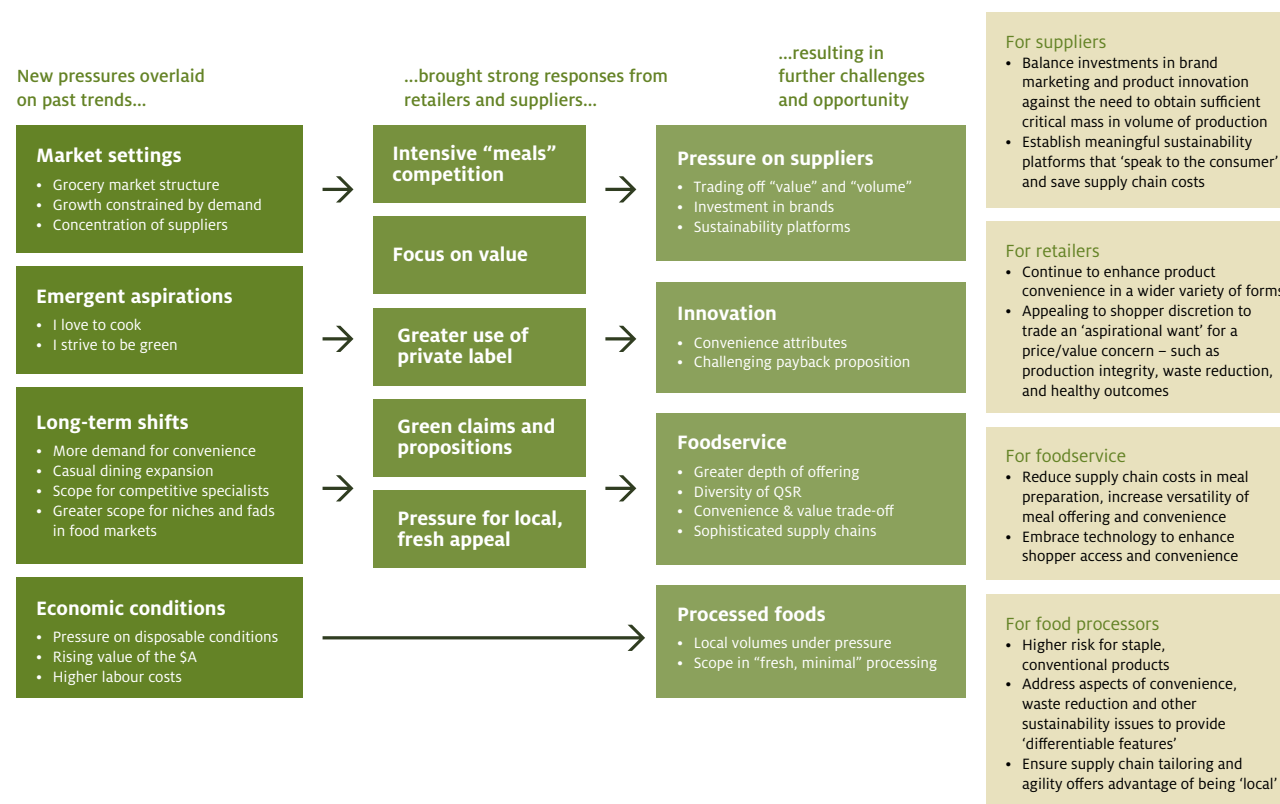 New pressures overlaid
on past trends...
...brought strong responses from
retailers and suppliers...
...resulting in
further challenges
and opportunity
Market settings
• Grocery market structure
• Growth constrained by demand
• Concentration of suppliers
Emergent aspirations
• I love to cook
• I strive to be green
Long-term shifts
• More demand for convenience
• Casual dining expansion
• Scope for competitive specialists
• Greater scope for niches and fads
in food markets
Economic conditions
• Pressure on disposable conditions
• Rising value of the $A
• Higher labour costs
Intensive “meals”
competition
Focus on value
Greater use of
private label
Green claims and
propositions
Pressure for local,
fresh appeal
Pressure on suppliers
• Trading off “value” and “volume”
• Investment in brands
• Sustainability platforms
Innovation
• Convenience attributes
• Challenging payback proposition
Foodservice
• Greater depth of offering
• Diversity of QSR
• Convenience & value trade-off
• Sophisticated supply chains
Processed foods
• Local volumes under pressure
• Scope in “fresh, minimal” processing
For suppliers
• Balance investments in brand
marketing and product innovation
against the need to obtain sufficient
critical mass in volume of production
• Establish meaningful sustainability
platforms that ‘speak to the consumer’
and save supply chain costs
For retailers
• Continue to enhance product
convenience in a wider variety of forms
• Appealing to shopper discretion to
trade an ‘aspirational want’ for a
price/value concern – such as
production integrity, waste reduction,
and healthy outcomes
For foodservice
• Reduce supply chain costs in meal
preparation, increase versatility of
meal offering and convenience
• Embrace technology to enhance
shopper access and convenience
For food processors
• Higher risk for staple,
conventional products
• Address aspects of convenience,
waste reduction and other
sustainability issues to provide
‘differentiable features’
• Ensure supply chain tailoring and
agility offers advantage of being ‘local’